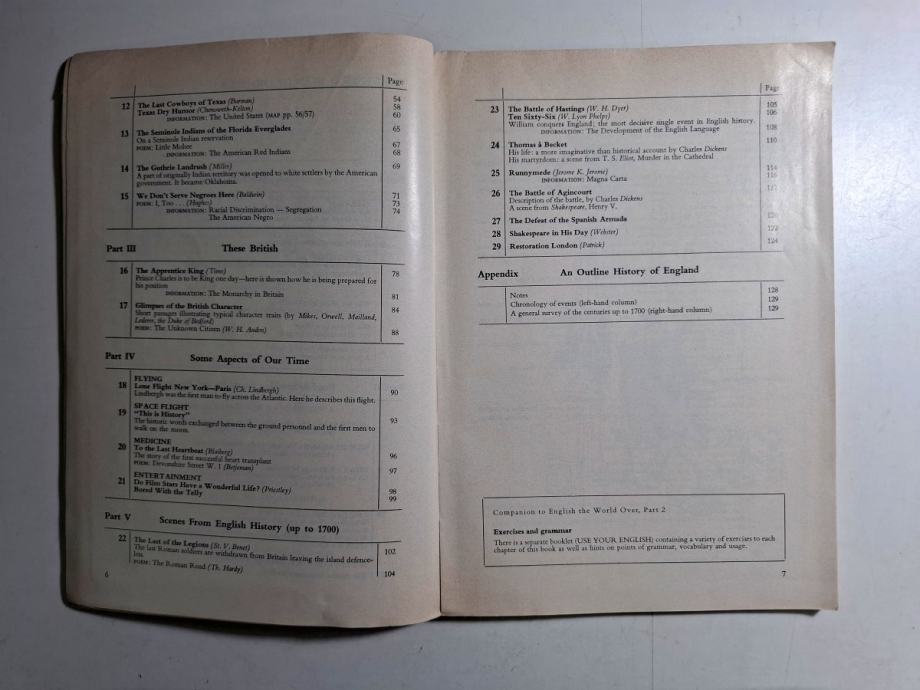 Page
12 The Last Cowboys of Texas (Burman) 54
Texas Dry Humor (Chenoweth-Kelton) 58
INFORMATION: The United States (MAP pp. 56/57) 60
13 The Seminole Indians of the Florida Everglades 65
On a Seminole Indian reservation
POEM: Little Mohee 67
INFORMATION: The American Red Indians 68
14 The Guthrie Landrush (Miller) 69
A part of originally Indian territory was opened to white settlers by the American
government. It became Oklahoma.
15 We Don't Serve Negroes Here (Baldwin) 71
POEM: I, Too . . . (Hughes) 73
INFORMATION: Racial Discrimination — Segregation 74
The American Negro
Part III These British
16 The Apprentice King (Time) 78
Prince Charles is to be King one day—here is shown how he is being prepared for
his position
INFORMATION: The Monarchy in Britain 81
17 Glimpses of the British Character 84
Short passages illustrating typical character traits (by Mikes, Orwell, Maillaud,
Lederer, the Duke of Bedford)
POEM: The Unknown Citizen (W. H. Auden) 88
Part IV Some Aspects of Our Time
18 FLYING
Lone Flight New York—Paris (Ch. Lindbergh) 90
Lindbergh was the first man to fly across the Atlantic. Here he describes this flight.
19 SPACE FLIGHT
"This is History" 93
The historic words exchanged between the ground personnel and the first men to
walk on the moon.
20 MEDICINE
To the Last Heartbeat (Blaiberg) 96
The story of the first successful heart transplant
POEM: Devonshire Street W. 1 (Betjeman) 97
21 ENTERTAINMENT
Do Film Stars Have a Wonderful Life? (Priestley) 98
Bored With the Telly 99
Part V Scenes From English History (up to 1700)
22 The Last of the Legions (St. V. Benet) 102
The last Roman soldiers are withdrawn from Britain leaving the island defence-
less.
POEM: The Roman Road (Th. Hardy) 104
6
Page
23 The Battle of Hastings (W. H. Dyer) 105
Ten Sixty-Six (W. Lyon Phelps) 106
William conquers England; the most decisive single event in English history.
INFORMATION: The Development of the English Language 108
24 Thomas à Becket 110
His life: a more imaginative than historical account by Charles Dickens
His martyrdom: a scene from T. S. Eliot, Murder in the Cathedral
25 Runnymede (Jerome K. Jerome) 114
INFORMATION: Magna Carta 116
26 The Battle of Agincourt
Description of the battle, by Charles Dickens
A scene from Shakespeare, Henry V.
27 The Defeat of the Spanish Armada
28 Shakespeare in His Day (Webster) 122
29 Restoration London (Patrick) 124
Appendix An Outline History of England
Notes 128
Chronology of events (left-hand column) 129
A general survey of the centuries up to 1700 (right-hand column) 129
Companion to English the World Over, Part 2
Exercises and grammar
There is a separate booklet (USE YOUR ENGLISH) containing a variety of exercises to each
chapter of this book as well as hints on points of grammar, vocabulary and usage.
7